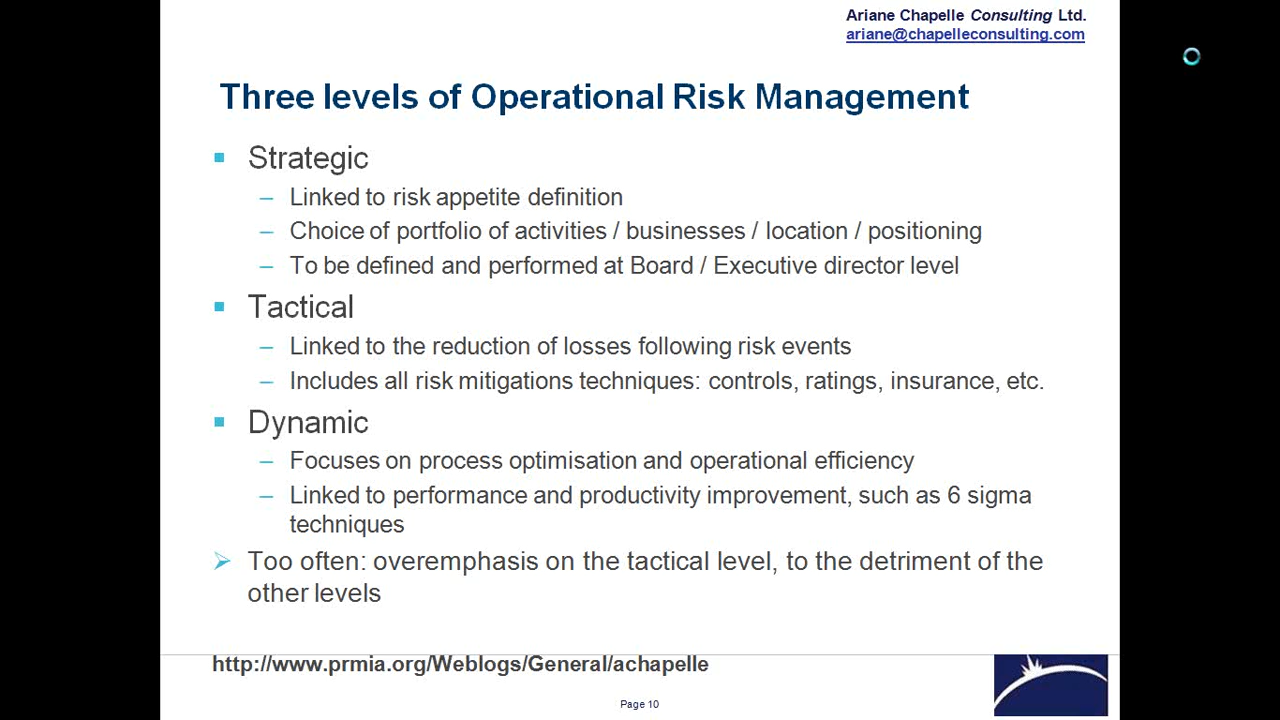 Ariane Chapelle Consulting Ltd.
ariane@chapelleconsulting.com
Three levels of Operational Risk Management
▪ Strategic
– Linked to risk appetite definition
– Choice of portfolio of activities / businesses / location / positioning
– To be defined and performed at Board / Executive director level
▪ Tactical
– Linked to the reduction of losses following risk events
– Includes all risk mitigations techniques: controls, ratings, insurance, etc.
▪ Dynamic
– Focuses on process optimisation and operational efficiency
– Linked to performance and productivity improvement, such as 6 sigma
techniques
➢ Too often: overemphasis on the tactical level, to the detriment of the
other levels
http://www.prmia.org/Weblogs/General/achapelle
Page 10